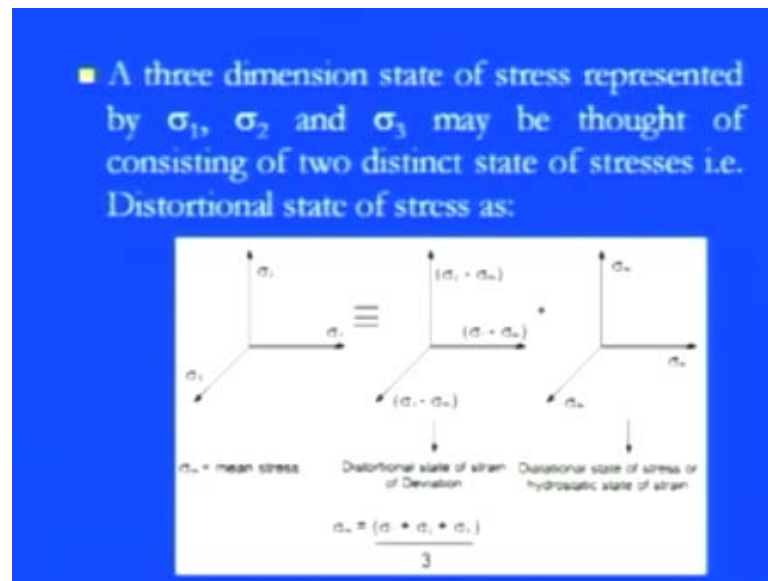 A three dimension state of stress represented
by σ₁, σ₂ and σ₃ may be thought of
consisting of two distinct state of stresses i.e.
Distortional state of stress as:
≡
mean stress
Distortional state of strain
of Deviation
Dilational state of stress or
hydrostatic state of strain
3